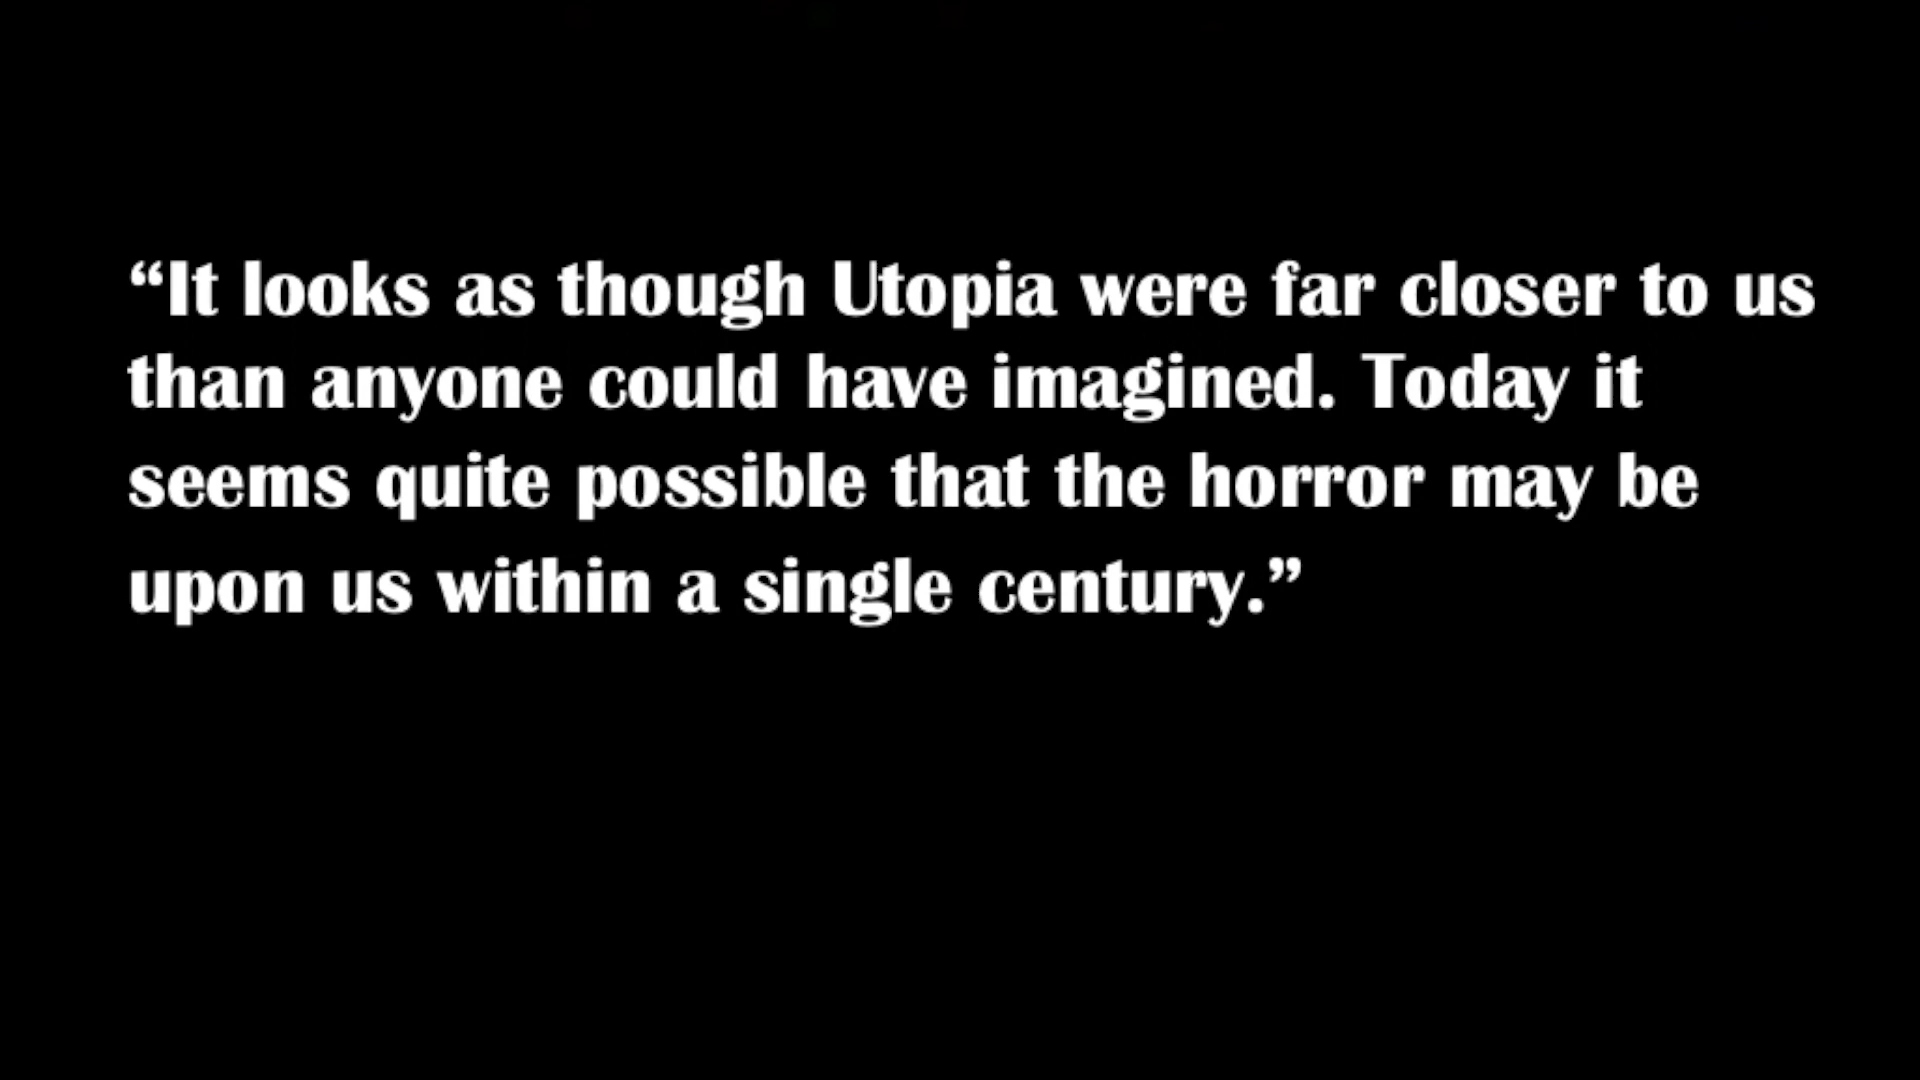 “It looks as though Utopia were far closer to us
than anyone could have imagined. Today it
seems quite possible that the horror may be
upon us within a single century.”